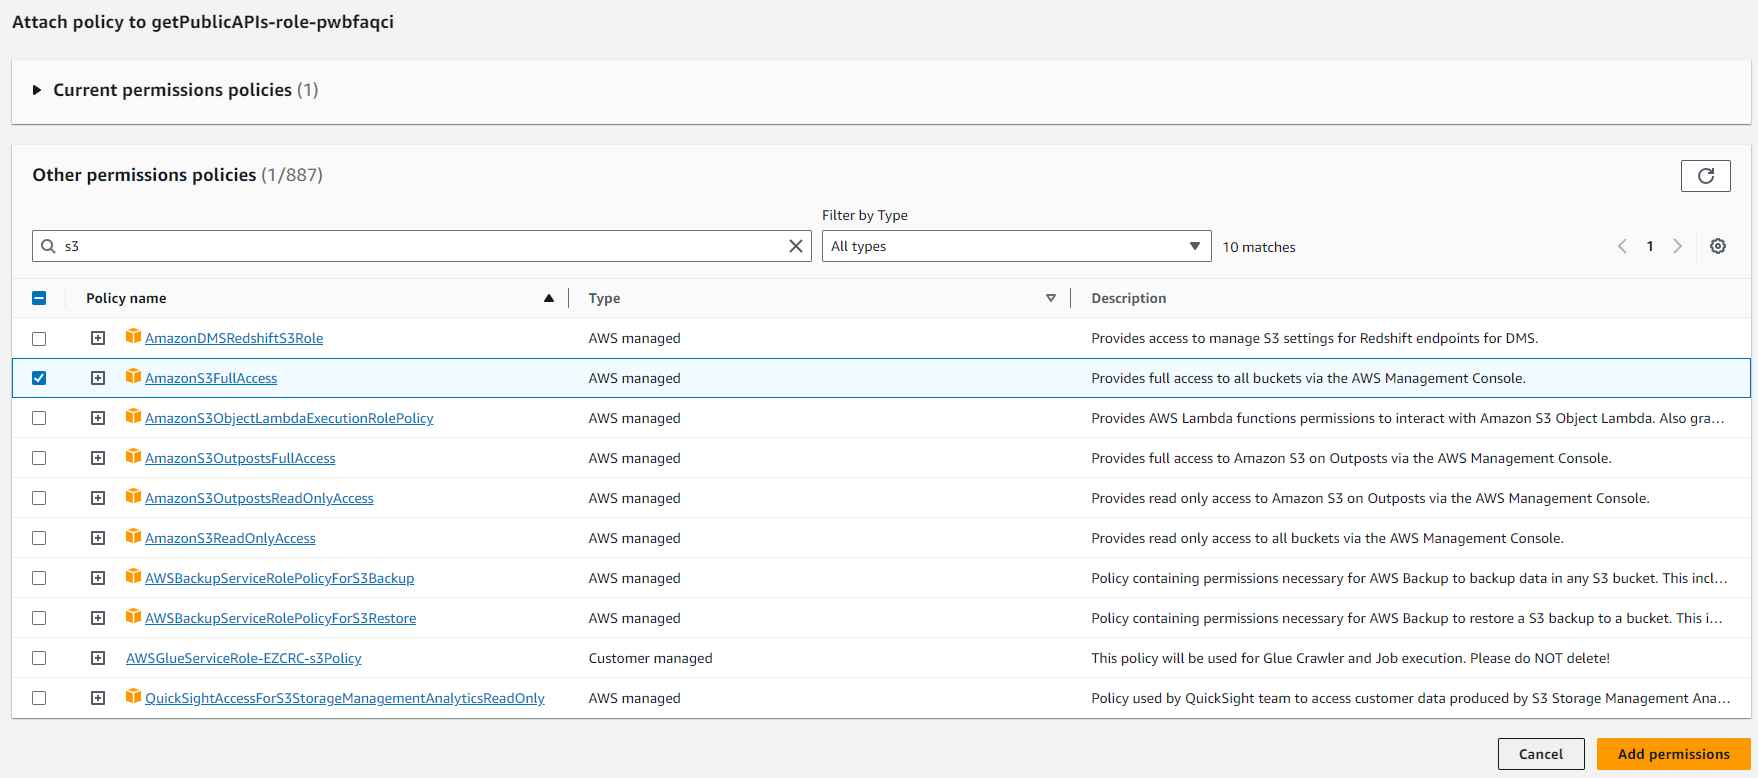 Attach policy to getPublicAPIs-role-pwbfaqci
Current permissions policies (1)
Other permissions policies (1/887)
Filter by Type
s3
All types
10 matches
1
Policy name Type Description
AmazonDMSRedshiftS3Role AWS managed Provides access to manage S3 settings for Redshift endpoints for DMS.
AmazonS3FullAccess AWS managed Provides full access to all buckets via the AWS Management Console.
AmazonS3ObjectLambdaExecutionRolePolicy AWS managed Provides AWS Lambda functions permissions to interact with Amazon S3 Object Lambda. Also gra...
AmazonS3OutpostsFullAccess AWS managed Provides full access to Amazon S3 on Outposts via the AWS Management Console.
AmazonS3OutpostsReadOnlyAccess AWS managed Provides read only access to Amazon S3 on Outposts via the AWS Management Console.
AmazonS3ReadOnlyAccess AWS managed Provides read only access to all buckets via the AWS Management Console.
AWSBackupServiceRolePolicyForS3Backup AWS managed Policy containing permissions necessary for AWS Backup to backup data in any S3 bucket. This incl...
AWSBackupServiceRolePolicyForS3Restore AWS managed Policy containing permissions necessary for AWS Backup to restore a S3 backup to a bucket. This i...
AWSGlueServiceRole-EZCRC-s3Policy Customer managed This policy will be used for Glue Crawler and Job execution. Please do NOT delete!
QuickSightAccessForS3StorageManagementAnalyticsReadOnly AWS managed Policy used by QuickSight team to access customer data produced by S3 Storage Management Ana...
Cancel Add permissions